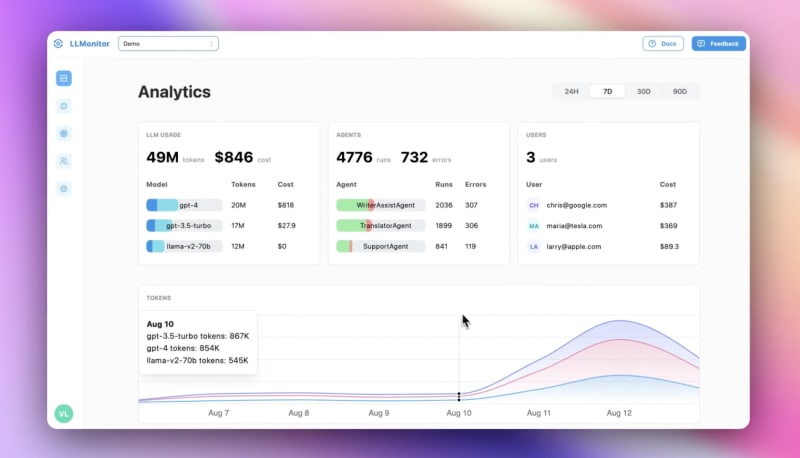 LLMonitor
Demo
Docs
Feedback
Analytics
24H 7D 30D 90D
LLM USAGE
49M tokens $846 cost
Model Tokens Cost
gpt-4 20M $818
gpt-3.5-turbo 17M $27.9
llama-v2-70b 12M $0
AGENTS
4776 runs 732 errors
Agent Runs Errors
WriterAssistAgent 2036 307
TranslatorAgent 1899 306
SupportAgent 841 119
USERS
3 users
User Cost
CH chris@google.com $387
MA maria@tesla.com $369
LA larry@apple.com $89.3
TOKENS
Aug 10
gpt-3.5-turbo tokens: 867K
gpt-4 tokens: 854K
llama-v2-70b tokens: 545K
Aug 7 Aug 8 Aug 9 Aug 10 Aug 11 Aug 12
VL